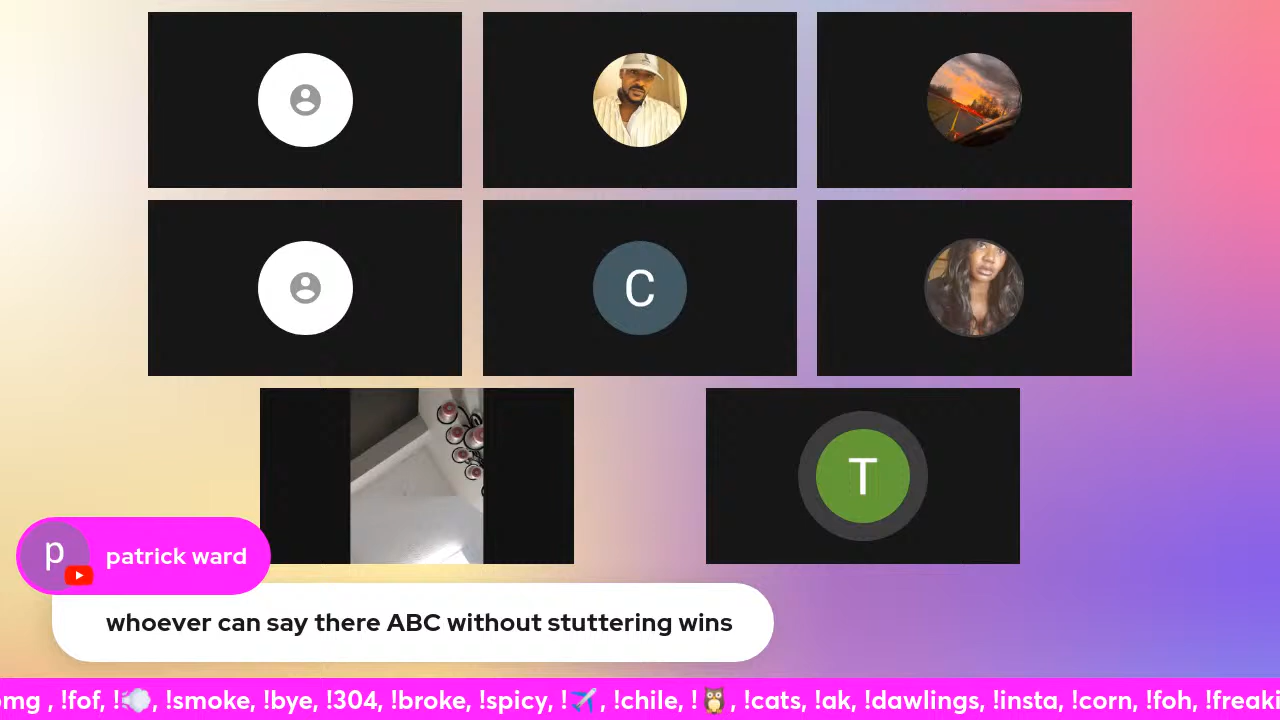 C
T
p patrick ward
whoever can say there ABC without stuttering wins
omg , !fof, !💨, !smoke, !bye, !304, !broke, !spicy, !✈️, !chile, !🦉, !cats, !ak, !dawlings, !insta, !corn, !foh, !freaki